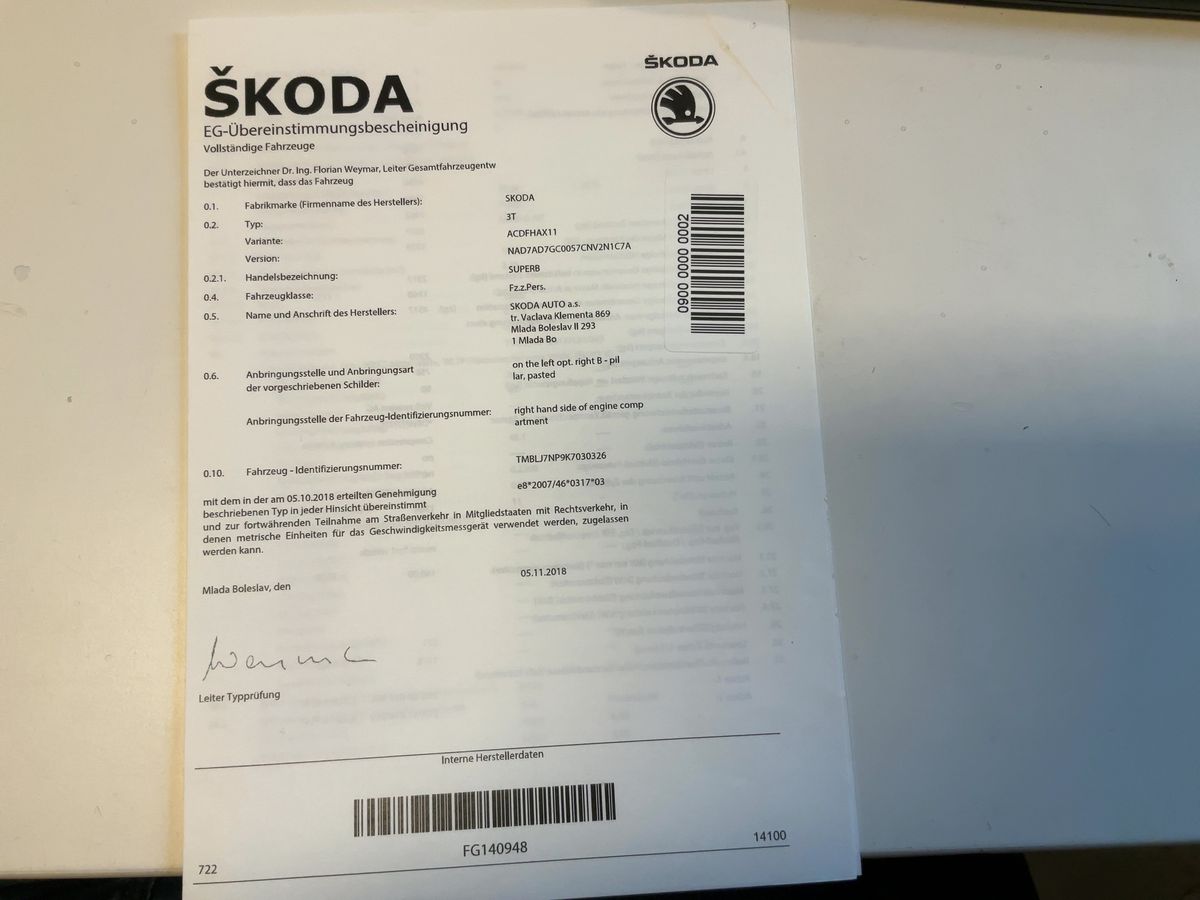 ŠKODA
ŠKODA
EG-Übereinstimmungsbescheinigung
Vollständige Fahrzeuge
Der Unterzeichner Dr. Ing. Florian Weymar, Leiter Gesamtfahrzeugentw
bestätigt hiermit, dass das Fahrzeug
0.1. Fabrikmarke (Firmenname des Herstellers): SKODA
0.2. Typ: 3T
Variante: ACDFHAX11
Version: NAD7AD7GC0057CNV2N1C7A
0.2.1. Handelsbezeichnung: SUPERB
0.4. Fahrzeugklasse: Fz.z.Pers.
0.5. Name und Anschrift des Herstellers: SKODA AUTO a.s.
tr. Vaclava Klementa 869
Mlada Boleslav II 293
1 Mlada Bo
0900 0000 0002
0.6. Anbringungsstelle und Anbringungsart on the left opt. right B - pil
der vorgeschriebenen Schilder: lar, pasted
Anbringungsstelle der Fahrzeug-Identifizierungsnummer: right hand side of engine comp
artment
0.10. Fahrzeug - Identifizierungsnummer: TMBLJ7NP9K7030326
mit dem in der am 05.10.2018 erteilten Genehmigung e8*2007/46*0317*03
beschriebenen Typ in jeder Hinsicht übereinstimmt
und zur fortwährenden Teilnahme am Straßenverkehr in Mitgliedstaaten mit Rechtsverkehr, in
denen metrische Einheiten für das Geschwindigkeitsmessgerät verwendet werden, zugelassen
werden kann.
Mlada Boleslav, den 05.11.2018
Leiter Typprüfung
Interne Herstellerdaten
FG140948
722 14100